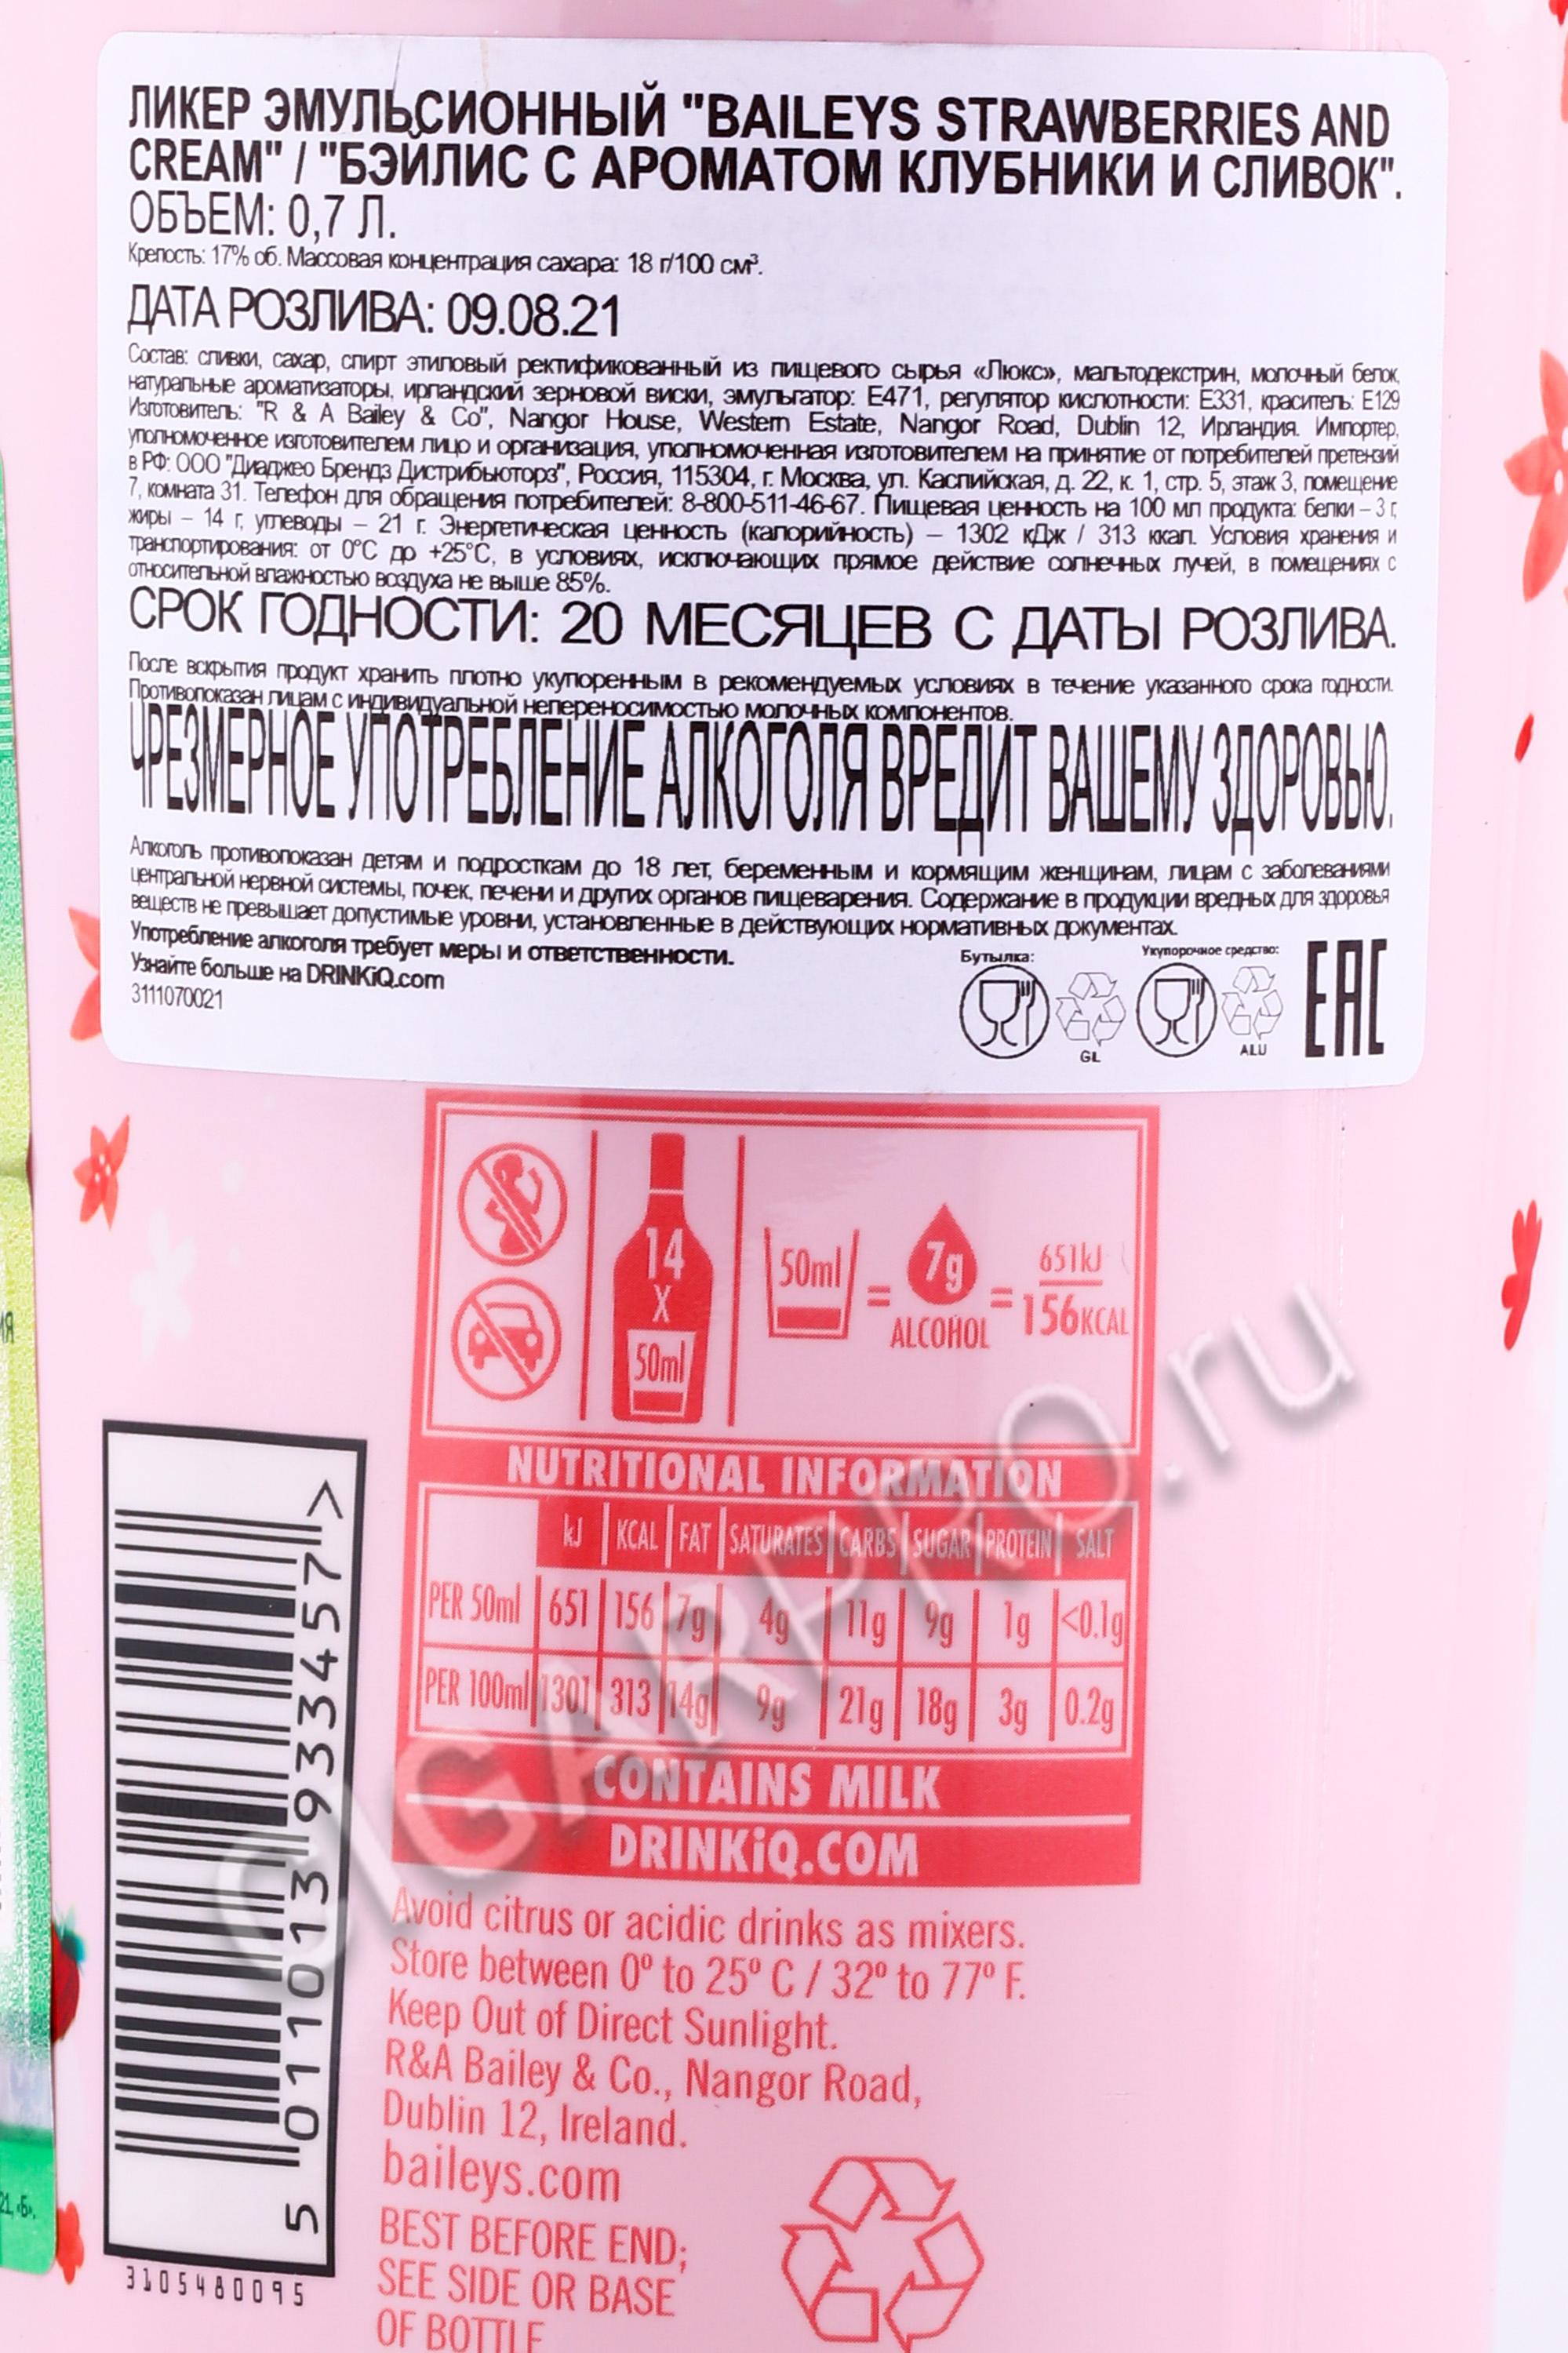 ЛИКЕР ЭМУЛЬСИОННЫЙ "BAILEYS STRAWBERRIES AND
CREAM" / "БЭЙЛИС С АРОМАТОМ КЛУБНИКИ И СЛИВОК".
ОБЪЕМ: 0,7 Л.
Крепость: 17% об. Массовая концентрация сахара: 18 г/100 см³.
ДАТА РОЗЛИВА: 09.08.21
Состав: сливки, сахар, спирт этиловый ректификованный из пищевого сырья «Люкс», мальтодекстрин, молочный белок,
натуральные ароматизаторы, ирландский зерновой виски, эмульгатор: Е471, регулятор кислотности: Е331, краситель: Е129
Изготовитель: "R & A Bailey & Co", Nangor House, Western Estate, Nangor Road, Dublin 12, Ирландия. Импортер,
уполномоченное изготовителем лицо и организация, уполномоченная изготовителем на принятие от потребителей претензий
в РФ: ООО "Диаджео Брендз Дистрибьюторз", Россия, 115304, г. Москва, ул. Каспийская, д. 22, к. 1, стр. 5, этаж 3, помещение
7, комната 31. Телефон для обращения потребителей: 8-800-511-46-67. Пищевая ценность на 100 мл продукта: белки – 3 г,
жиры – 14 г, углеводы – 21 г. Энергетическая ценность (калорийность) – 1302 кДж / 313 ккал. Условия хранения и
транспортирования: от 0°С до +25°С, в условиях, исключающих прямое действие солнечных лучей, в помещениях с
относительной влажностью воздуха не выше 85%.
СРОК ГОДНОСТИ: 20 МЕСЯЦЕВ С ДАТЫ РОЗЛИВА.
После вскрытия продукт хранить плотно укупоренным в рекомендуемых условиях в течение указанного срока годности.
Противопоказан лицам с индивидуальной непереносимостью молочных компонентов.
ЧРЕЗМЕРНОЕ УПОТРЕБЛЕНИЕ АЛКОГОЛЯ ВРЕДИТ ВАШЕМУ ЗДОРОВЬЮ.
Алкоголь противопоказан детям и подросткам до 18 лет, беременным и кормящим женщинам, лицам с заболеваниями
центральной нервной системы, почек, печени и других органов пищеварения. Содержание в продукции вредных для здоровья
веществ не превышает допустимые уровни, установленные в действующих нормативных документах.
Употребление алкоголя требует меры и ответственности.
Узнайте больше на DRINKiQ.com
3111070021
Бутылка:
Укупорочное средство:
GL
ALU
EAC
14
X
50ml
50ml = 7g ALCOHOL = 651kJ
156KCAL
NUTRITIONAL INFORMATION
kJ KCAL FAT SATURATES CARBS SUGAR PROTEIN SALT
PER 50ml 651 156 7g 4g 11g 9g 1g <0.1g
PER 100ml 1301 313 14g 9g 21g 18g 3g 0.2g
CONTAINS MILK
DRINKiQ.COM
Avoid citrus or acidic drinks as mixers.
Store between 0º to 25º C / 32º to 77º F.
Keep Out of Direct Sunlight.
R&A Bailey & Co., Nangor Road,
Dublin 12, Ireland.
baileys.com
BEST BEFORE END;
SEE SIDE OR BASE
OF BOTTLE
5 011013 933457 >
3105480095
CIGARPRO.ru
21, «Б».